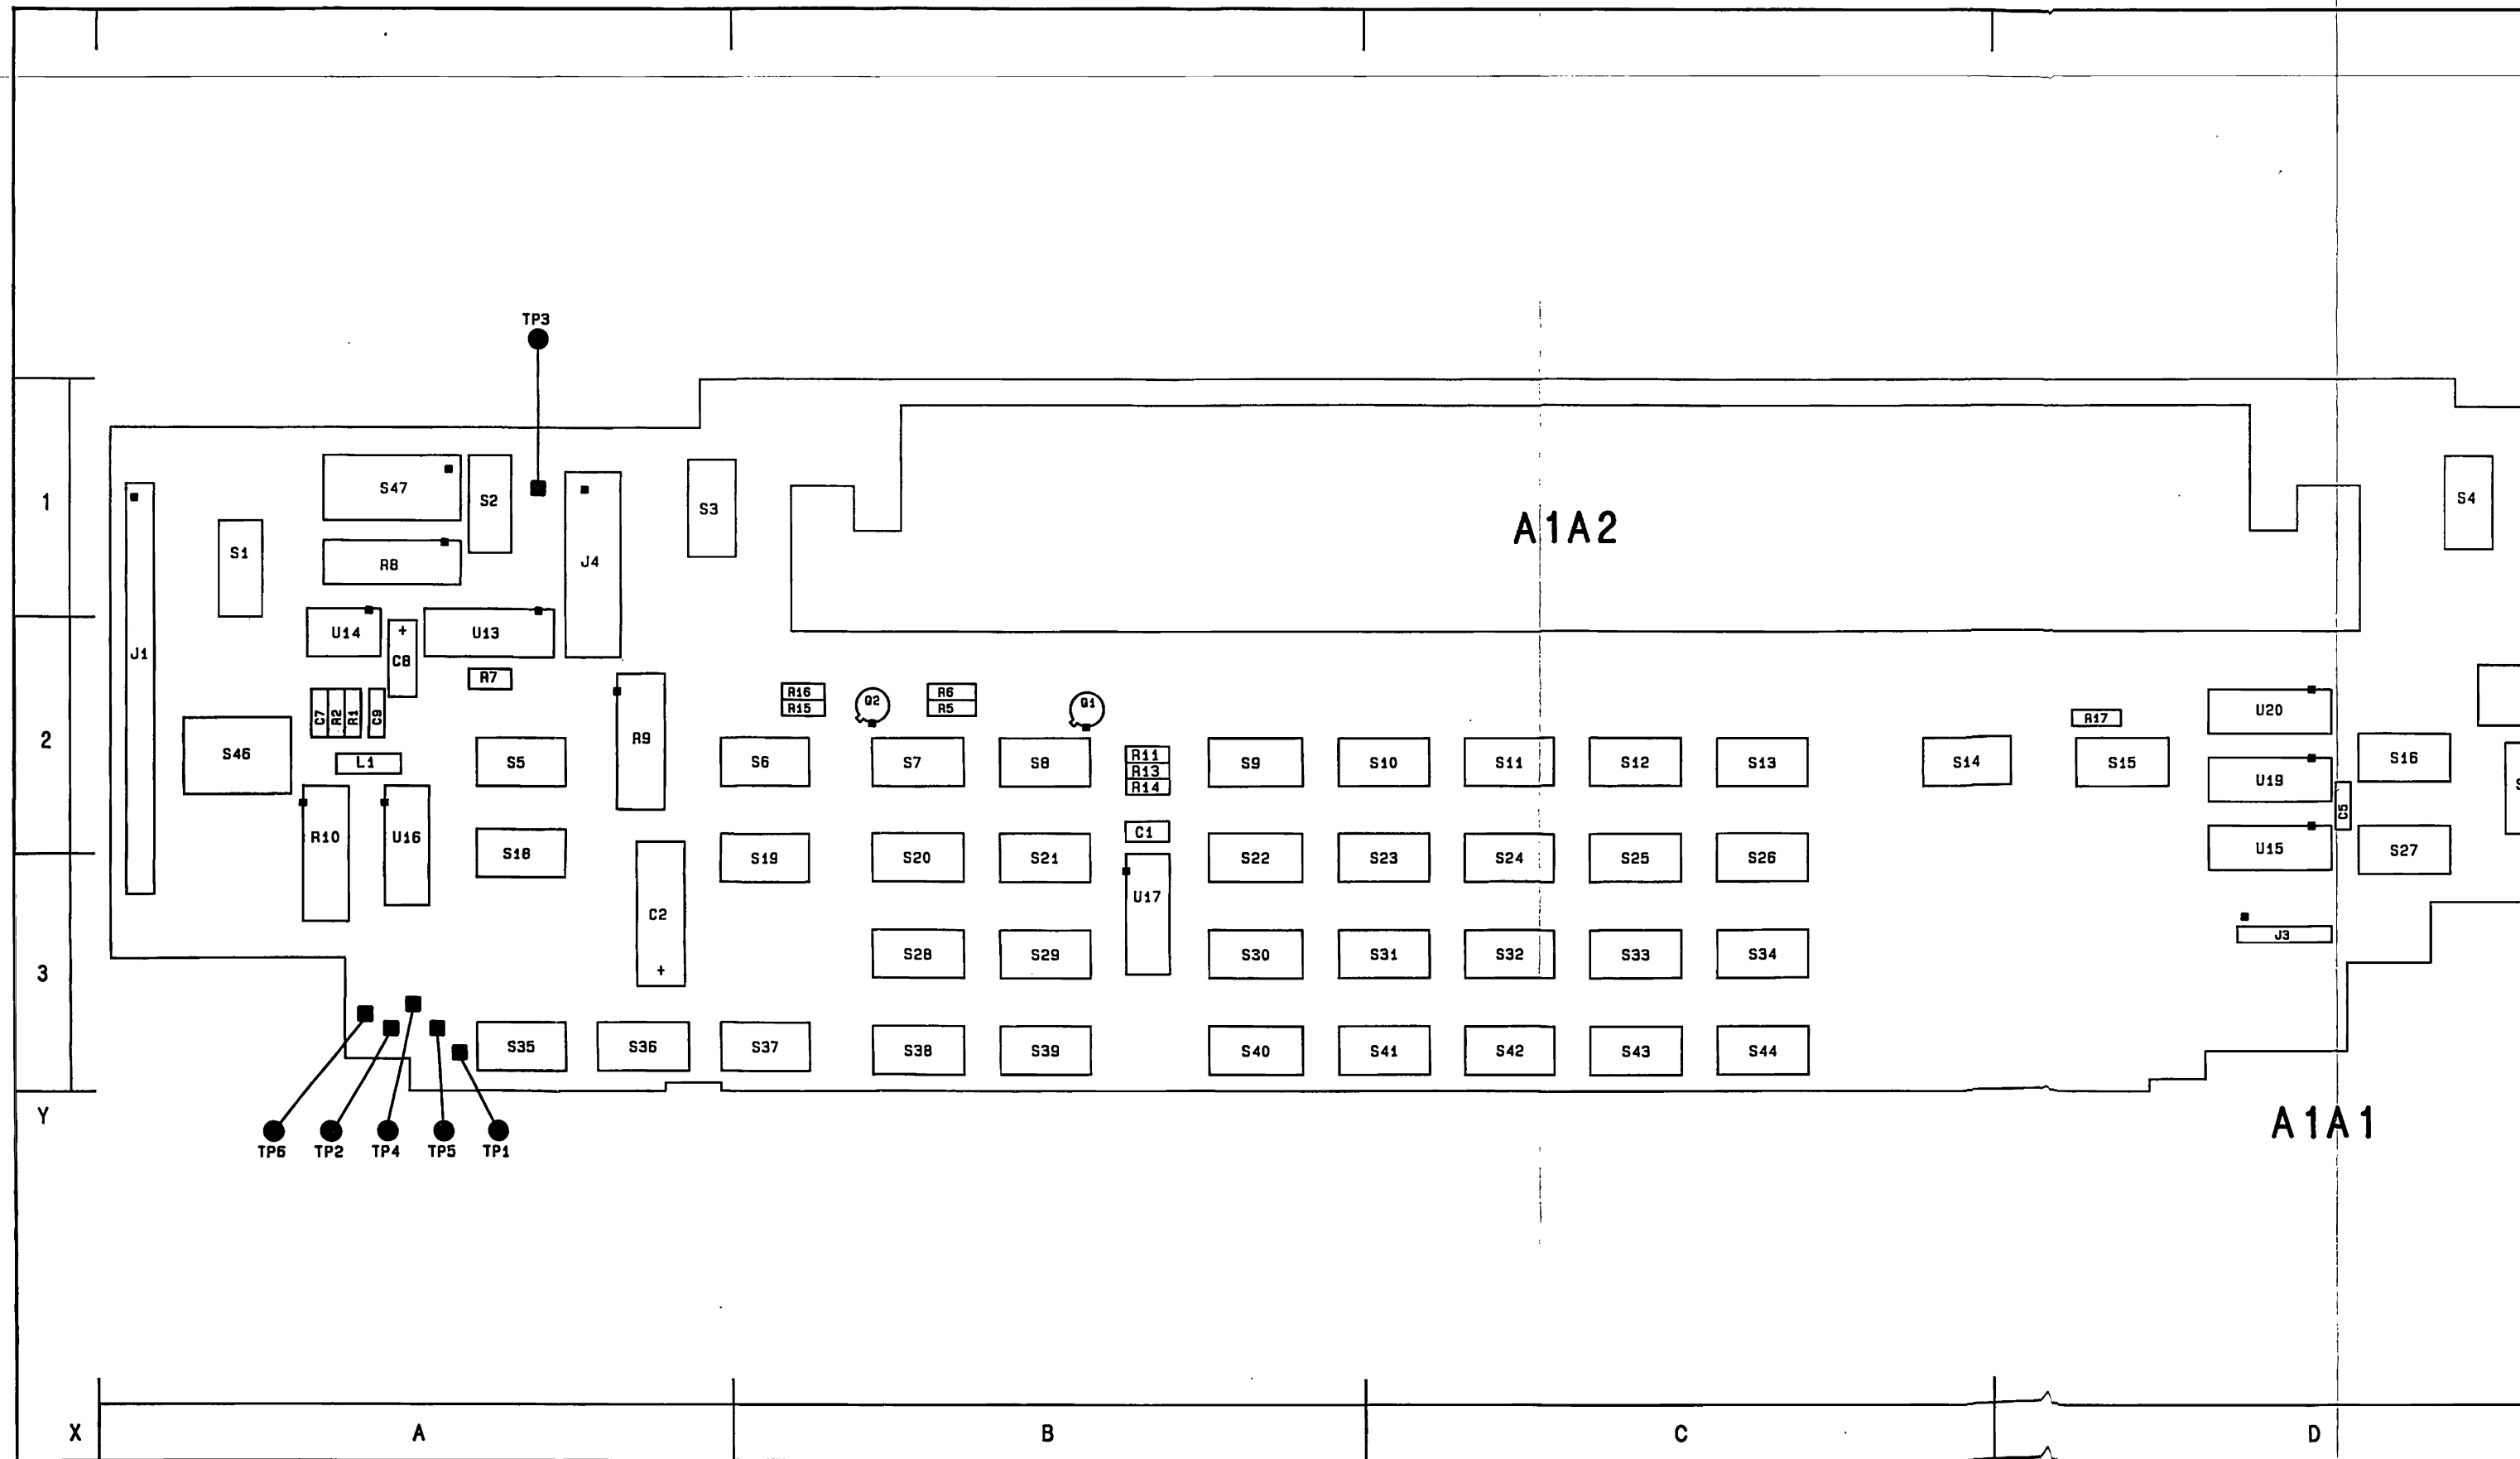 TP3
1
S47
S2
S3
A1A2
S4
S1
R8
J4
U14
+
C8
U13
J1
R7
R16
R15
Q2
R6
R5
Q1
R17
U20
C7
R2
R1
C9
2
S46
L1
S5
R9
S6
S7
S8
R11
R13
R14
S9
S10
S11
S12
S13
S14
S15
U19
S16
C5
R10
U16
S18
S19
S20
S21
C1
S22
S23
S24
S25
S26
U15
S27
U17
C2
+
3
S28
S29
S30
S31
S32
S33
S34
J3
S35
S36
S37
S38
S39
S40
S41
S42
S43
S44
Y
A1A1
TP6
TP2
TP4
TP5
TP1
X
A
B
C
D